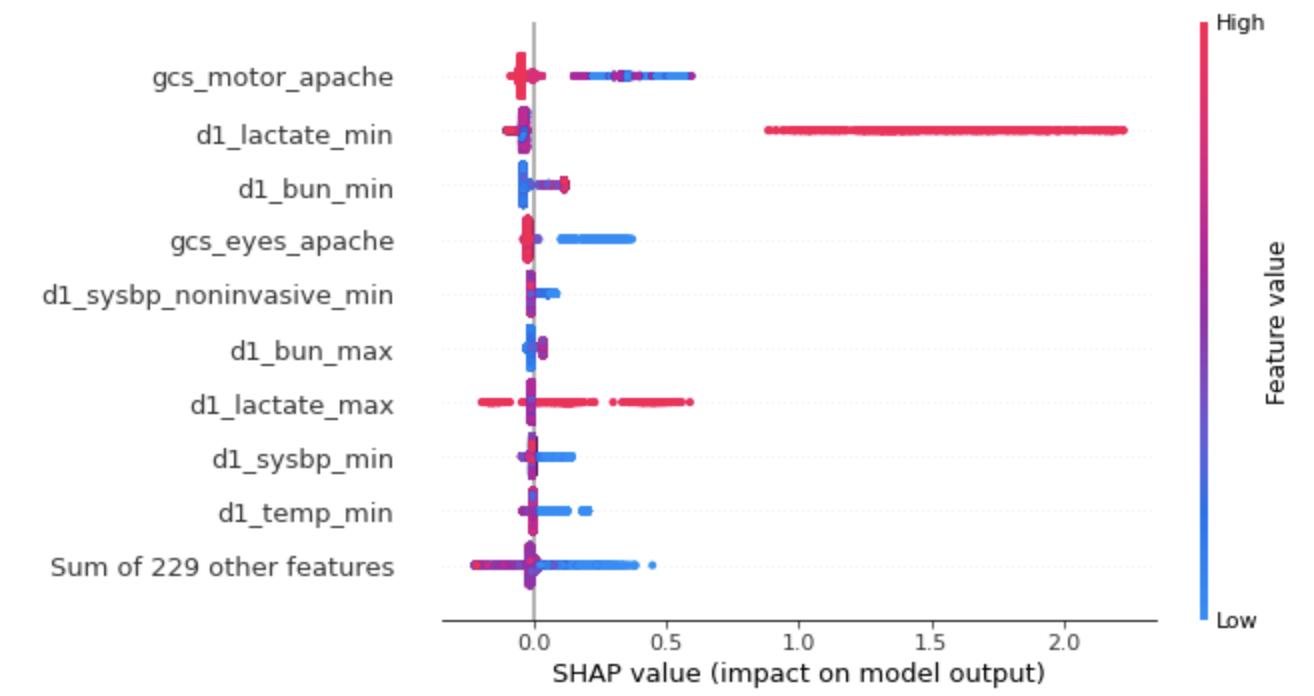 High
gcs_motor_apache
d1_lactate_min
d1_bun_min
gcs_eyes_apache
d1_sysbp_noninvasive_min
d1_bun_max
d1_lactate_max
d1_sysbp_min
d1_temp_min
Sum of 229 other features
Feature value
Low
0.0 0.5 1.0 1.5 2.0
SHAP value (impact on model output)